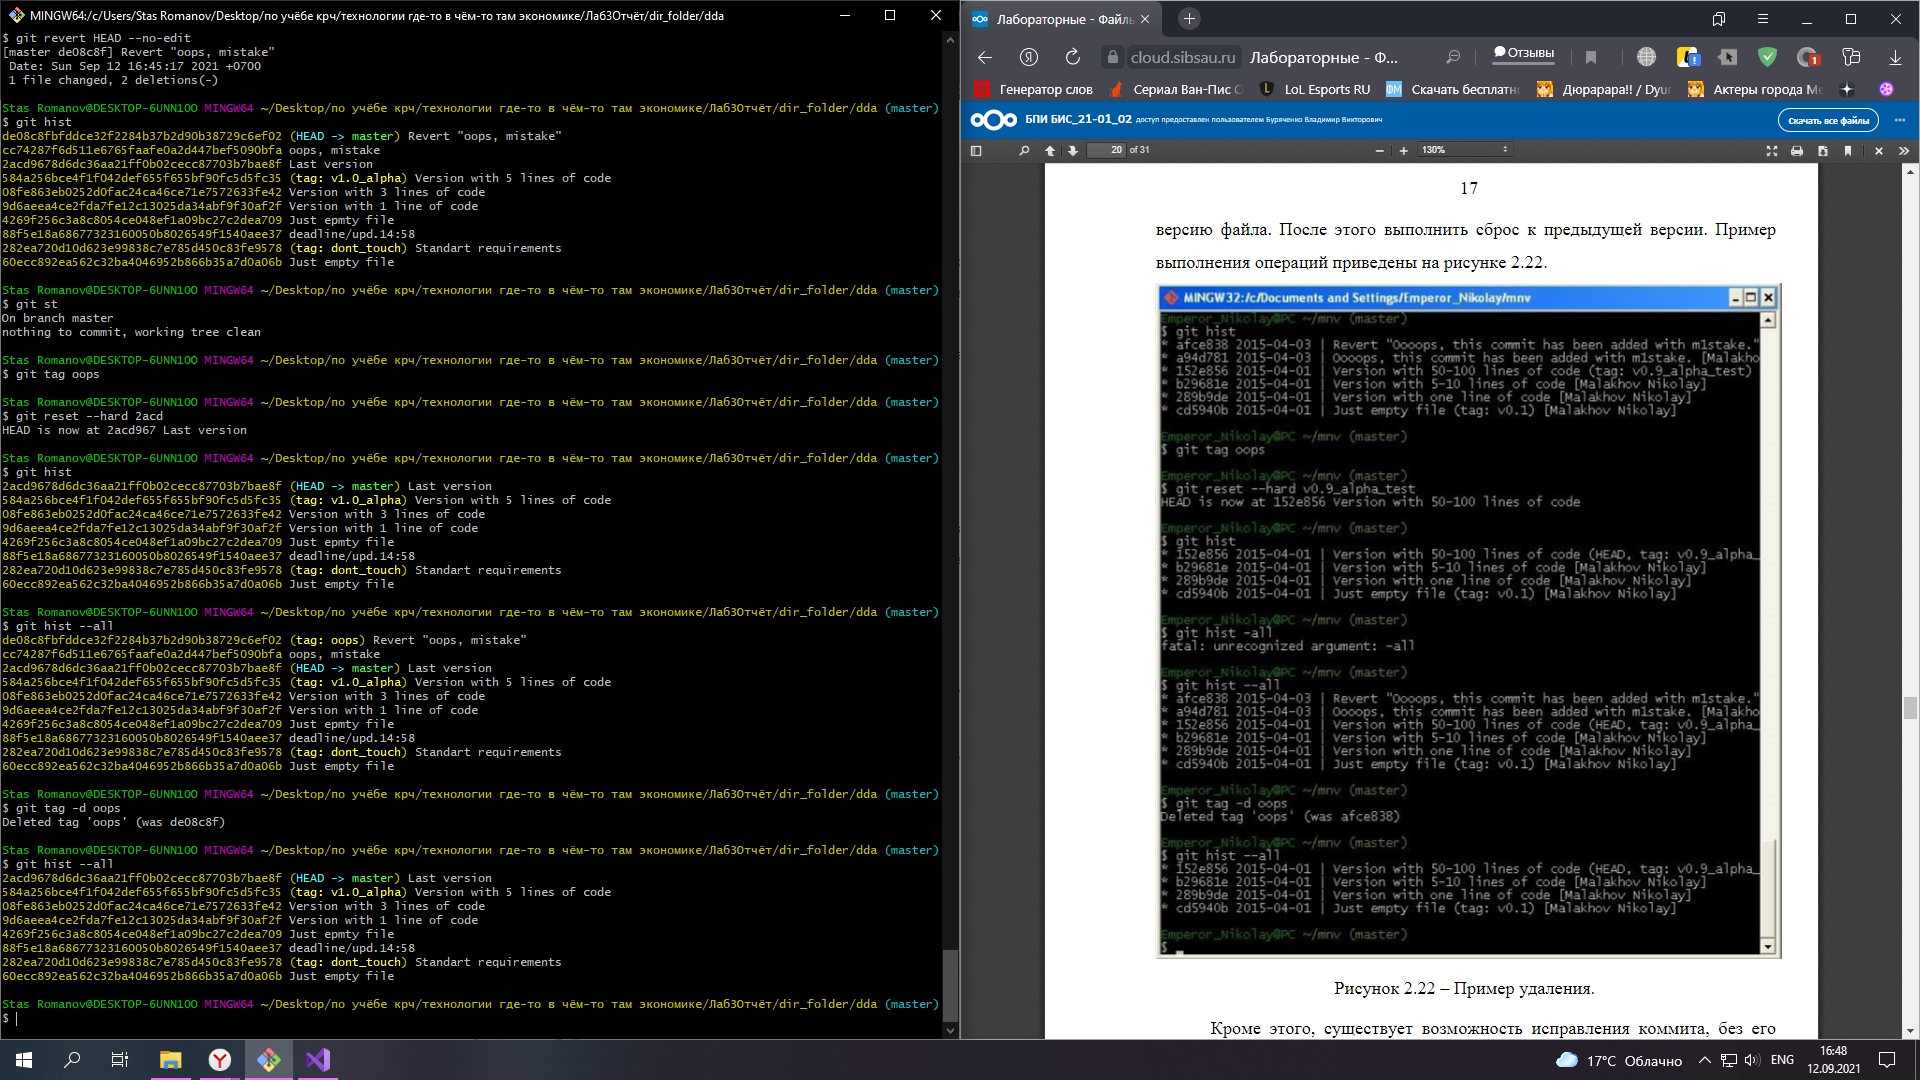 MINGW64:/c/Users/Stas Romanov/Desktop/по учёбе крч/технологии где-то в чём-то там экономике/Лаб3Отчёт/dir_folder/dda
$ git revert HEAD --no-edit
[master de08c8f] Revert "oops, mistake"
Date: Sun Sep 12 16:45:17 2021 +0700
1 file changed, 2 deletions(-)
Stas Romanov@DESKTOP-6UNN1OO MINGW64 ~/Desktop/по учёбе крч/технологии где-то в чём-то там экономике/Лаб3Отчёт/dir_folder/dda (master)
$ git hist
de08c8fbfddce32f2284b37b2d90b38729c6ef02 (HEAD -> master) Revert "oops, mistake"
cc74287f6d511e6765faafe0a2d447bef5090bfa oops, mistake
2acd9678d6dc36aa21ff0b02cecc87703b7bae8f Last version
584a256bce4f1f042def655f655bf90fc5d5fc35 (tag: v1.0_alpha) Version with 5 lines of code
08fe863eb0252d0fac24ca46ce71e7572633fe42 Version with 3 lines of code
9d6aeea4ce2fda7fe12c13025da34abf9f30af2f Version with 1 line of code
4269f256c3a8c8054ce048ef1a09bc27c2dea709 Just epmty file
88f5e18a68677323160050b8026549f1540aee37 deadline/upd.14:58
282ea720d10d623e99838c7e785d450c83fe9578 (tag: dont_touch) Standart requirements
60ecc892ea562c32ba4046952b866b35a7d0a06b Just empty file
Stas Romanov@DESKTOP-6UNN1OO MINGW64 ~/Desktop/по учёбе крч/технологии где-то в чём-то там экономике/Лаб3Отчёт/dir_folder/dda (master)
$ git st
On branch master
nothing to commit, working tree clean
Stas Romanov@DESKTOP-6UNN1OO MINGW64 ~/Desktop/по учёбе крч/технологии где-то в чём-то там экономике/Лаб3Отчёт/dir_folder/dda (master)
$ git tag oops
Stas Romanov@DESKTOP-6UNN1OO MINGW64 ~/Desktop/по учёбе крч/технологии где-то в чём-то там экономике/Лаб3Отчёт/dir_folder/dda (master)
$ git reset --hard 2acd
HEAD is now at 2acd967 Last version
Stas Romanov@DESKTOP-6UNN1OO MINGW64 ~/Desktop/по учёбе крч/технологии где-то в чём-то там экономике/Лаб3Отчёт/dir_folder/dda (master)
$ git hist
2acd9678d6dc36aa21ff0b02cecc87703b7bae8f (HEAD -> master) Last version
584a256bce4f1f042def655f655bf90fc5d5fc35 (tag: v1.0_alpha) Version with 5 lines of code
08fe863eb0252d0fac24ca46ce71e7572633fe42 Version with 3 lines of code
9d6aeea4ce2fda7fe12c13025da34abf9f30af2f Version with 1 line of code
4269f256c3a8c8054ce048ef1a09bc27c2dea709 Just epmty file
88f5e18a68677323160050b8026549f1540aee37 deadline/upd.14:58
282ea720d10d623e99838c7e785d450c83fe9578 (tag: dont_touch) Standart requirements
60ecc892ea562c32ba4046952b866b35a7d0a06b Just empty file
Stas Romanov@DESKTOP-6UNN1OO MINGW64 ~/Desktop/по учёбе крч/технологии где-то в чём-то там экономике/Лаб3Отчёт/dir_folder/dda (master)
$ git hist --all
de08c8fbfddce32f2284b37b2d90b38729c6ef02 (tag: oops) Revert "oops, mistake"
cc74287f6d511e6765faafe0a2d447bef5090bfa oops, mistake
2acd9678d6dc36aa21ff0b02cecc87703b7bae8f (HEAD -> master) Last version
584a256bce4f1f042def655f655bf90fc5d5fc35 (tag: v1.0_alpha) Version with 5 lines of code
08fe863eb0252d0fac24ca46ce71e7572633fe42 Version with 3 lines of code
9d6aeea4ce2fda7fe12c13025da34abf9f30af2f Version with 1 line of code
4269f256c3a8c8054ce048ef1a09bc27c2dea709 Just epmty file
88f5e18a68677323160050b8026549f1540aee37 deadline/upd.14:58
282ea720d10d623e99838c7e785d450c83fe9578 (tag: dont_touch) Standart requirements
60ecc892ea562c32ba4046952b866b35a7d0a06b Just empty file
Stas Romanov@DESKTOP-6UNN1OO MINGW64 ~/Desktop/по учёбе крч/технологии где-то в чём-то там экономике/Лаб3Отчёт/dir_folder/dda (master)
$ git tag -d oops
Deleted tag 'oops' (was de08c8f)
Stas Romanov@DESKTOP-6UNN1OO MINGW64 ~/Desktop/по учёбе крч/технологии где-то в чём-то там экономике/Лаб3Отчёт/dir_folder/dda (master)
$ git hist --all
2acd9678d6dc36aa21ff0b02cecc87703b7bae8f (HEAD -> master) Last version
584a256bce4f1f042def655f655bf90fc5d5fc35 (tag: v1.0_alpha) Version with 5 lines of code
08fe863eb0252d0fac24ca46ce71e7572633fe42 Version with 3 lines of code
9d6aeea4ce2fda7fe12c13025da34abf9f30af2f Version with 1 line of code
4269f256c3a8c8054ce048ef1a09bc27c2dea709 Just epmty file
88f5e18a68677323160050b8026549f1540aee37 deadline/upd.14:58
282ea720d10d623e99838c7e785d450c83fe9578 (tag: dont_touch) Standart requirements
60ecc892ea562c32ba4046952b866b35a7d0a06b Just empty file
Stas Romanov@DESKTOP-6UNN1OO MINGW64 ~/Desktop/по учёбе крч/технологии где-то в чём-то там экономике/Лаб3Отчёт/dir_folder/dda (master)
$
Лабораторные - Файлы
cloud.sibsau.ru Лабораторные - Ф... Отзывы
Генератор слов Сериал Ван-Пис LoL Esports RU Скачать бесплатно Дюрарара!! / Dyur Актеры города Ме
БПИ БИС_21-01_02 доступ предоставлен пользователем Буряченко Владимир Викторович Скачать все файлы
20 of 31 130%
17
версию файла. После этого выполнить сброс к предыдущей версии. Пример
выполнения операций приведены на рисунке 2.22.
MINGW32:/c/Documents and Settings/Emperor_Nikolay/mnv
Emperor_Nikolay@PC ~/mnv (master)
$ git hist
* afce838 2015-04-03 | Revert "Oooops, this commit has been added with m1stake."
* a94d781 2015-04-03 | Oooops, this commit has been added with m1stake. [Malakho
* 152e856 2015-04-01 | Version with 50-100 lines of code (tag: v0.9_alpha_test)
* b29681e 2015-04-01 | Version with 5-10 lines of code [Malakhov Nikolay]
* 289b9de 2015-04-01 | Version with one line of code [Malakhov Nikolay]
* cd5940b 2015-04-01 | Just empty file (tag: v0.1) [Malakhov Nikolay]
Emperor_Nikolay@PC ~/mnv (master)
$ git tag oops
Emperor_Nikolay@PC ~/mnv (master)
$ git reset --hard v0.9_alpha_test
HEAD is now at 152e856 Version with 50-100 lines of code
Emperor_Nikolay@PC ~/mnv (master)
$ git hist
* 152e856 2015-04-01 | Version with 50-100 lines of code (HEAD, tag: v0.9_alpha_
* b29681e 2015-04-01 | Version with 5-10 lines of code [Malakhov Nikolay]
* 289b9de 2015-04-01 | Version with one line of code [Malakhov Nikolay]
* cd5940b 2015-04-01 | Just empty file (tag: v0.1) [Malakhov Nikolay]
Emperor_Nikolay@PC ~/mnv (master)
$ git hist -all
fatal: unrecognized argument: -all
Emperor_Nikolay@PC ~/mnv (master)
$ git hist --all
* afce838 2015-04-03 | Revert "Oooops, this commit has been added with m1stake."
* a94d781 2015-04-03 | Oooops, this commit has been added with m1stake. [Malakho
* 152e856 2015-04-01 | Version with 50-100 lines of code (HEAD, tag: v0.9_alpha_
* b29681e 2015-04-01 | Version with 5-10 lines of code [Malakhov Nikolay]
* 289b9de 2015-04-01 | Version with one line of code [Malakhov Nikolay]
* cd5940b 2015-04-01 | Just empty file (tag: v0.1) [Malakhov Nikolay]
Emperor_Nikolay@PC ~/mnv (master)
$ git tag -d oops
Deleted tag 'oops' (was afce838)
Emperor_Nikolay@PC ~/mnv (master)
$ git hist --all
* 152e856 2015-04-01 | Version with 50-100 lines of code (HEAD, tag: v0.9_alpha_
* b29681e 2015-04-01 | Version with 5-10 lines of code [Malakhov Nikolay]
* 289b9de 2015-04-01 | Version with one line of code [Malakhov Nikolay]
* cd5940b 2015-04-01 | Just empty file (tag: v0.1) [Malakhov Nikolay]
Emperor_Nikolay@PC ~/mnv (master)
$
Рисунок 2.22 – Пример удаления.
Кроме этого, существует возможность исправления коммита, без его
17°C Облачно ENG 16:48
12.09.2021